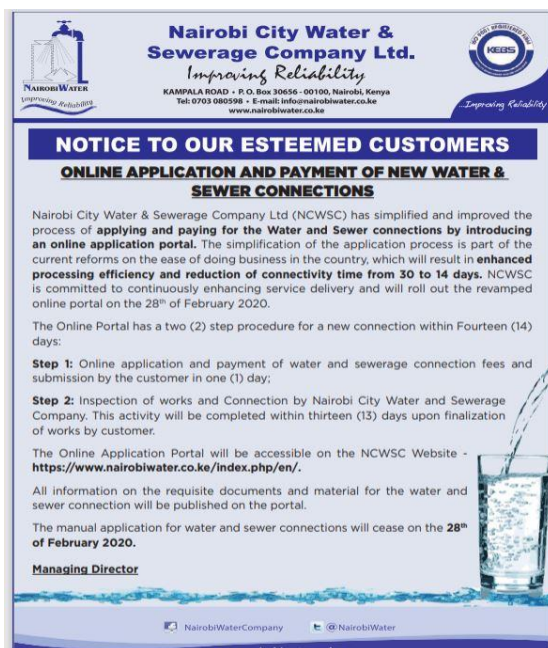 Nairobi City Water &
Sewerage Company Ltd.
Improving Reliability
KAMPALA ROAD • P. O. Box 30656 - 00100, Nairobi, Kenya
Tel: 0703 080598 • E-mail: info@nairobiwater.co.ke
www.nairobiwater.co.ke
NAIROBI WATER
Improving Reliability
ISO 9001 REGISTERED FIRM
KEBS
...Improving Reliability
NOTICE TO OUR ESTEEMED CUSTOMERS
ONLINE APPLICATION AND PAYMENT OF NEW WATER &
SEWER CONNECTIONS
Nairobi City Water & Sewerage Company Ltd (NCWSC) has simplified and improved the
process of applying and paying for the Water and Sewer connections by introducing
an online application portal. The simplification of the application process is part of the
current reforms on the ease of doing business in the country, which will result in enhanced
processing efficiency and reduction of connectivity time from 30 to 14 days. NCWSC
is committed to continuously enhancing service delivery and will roll out the revamped
online portal on the 28th of February 2020.
The Online Portal has a two (2) step procedure for a new connection within Fourteen (14)
days:
Step 1: Online application and payment of water and sewerage connection fees and
submission by the customer in one (1) day;
Step 2: Inspection of works and Connection by Nairobi City Water and Sewerage
Company. This activity will be completed within thirteen (13) days upon finalization
of works by customer.
The Online Application Portal will be accessible on the NCWSC Website -
https://www.nairobiwater.co.ke/index.php/en/.
All information on the requisite documents and material for the water and
sewer connection will be published on the portal.
The manual application for water and sewer connections will cease on the 28th
of February 2020.
Managing Director
NairobiWaterCompany @NairobiWater